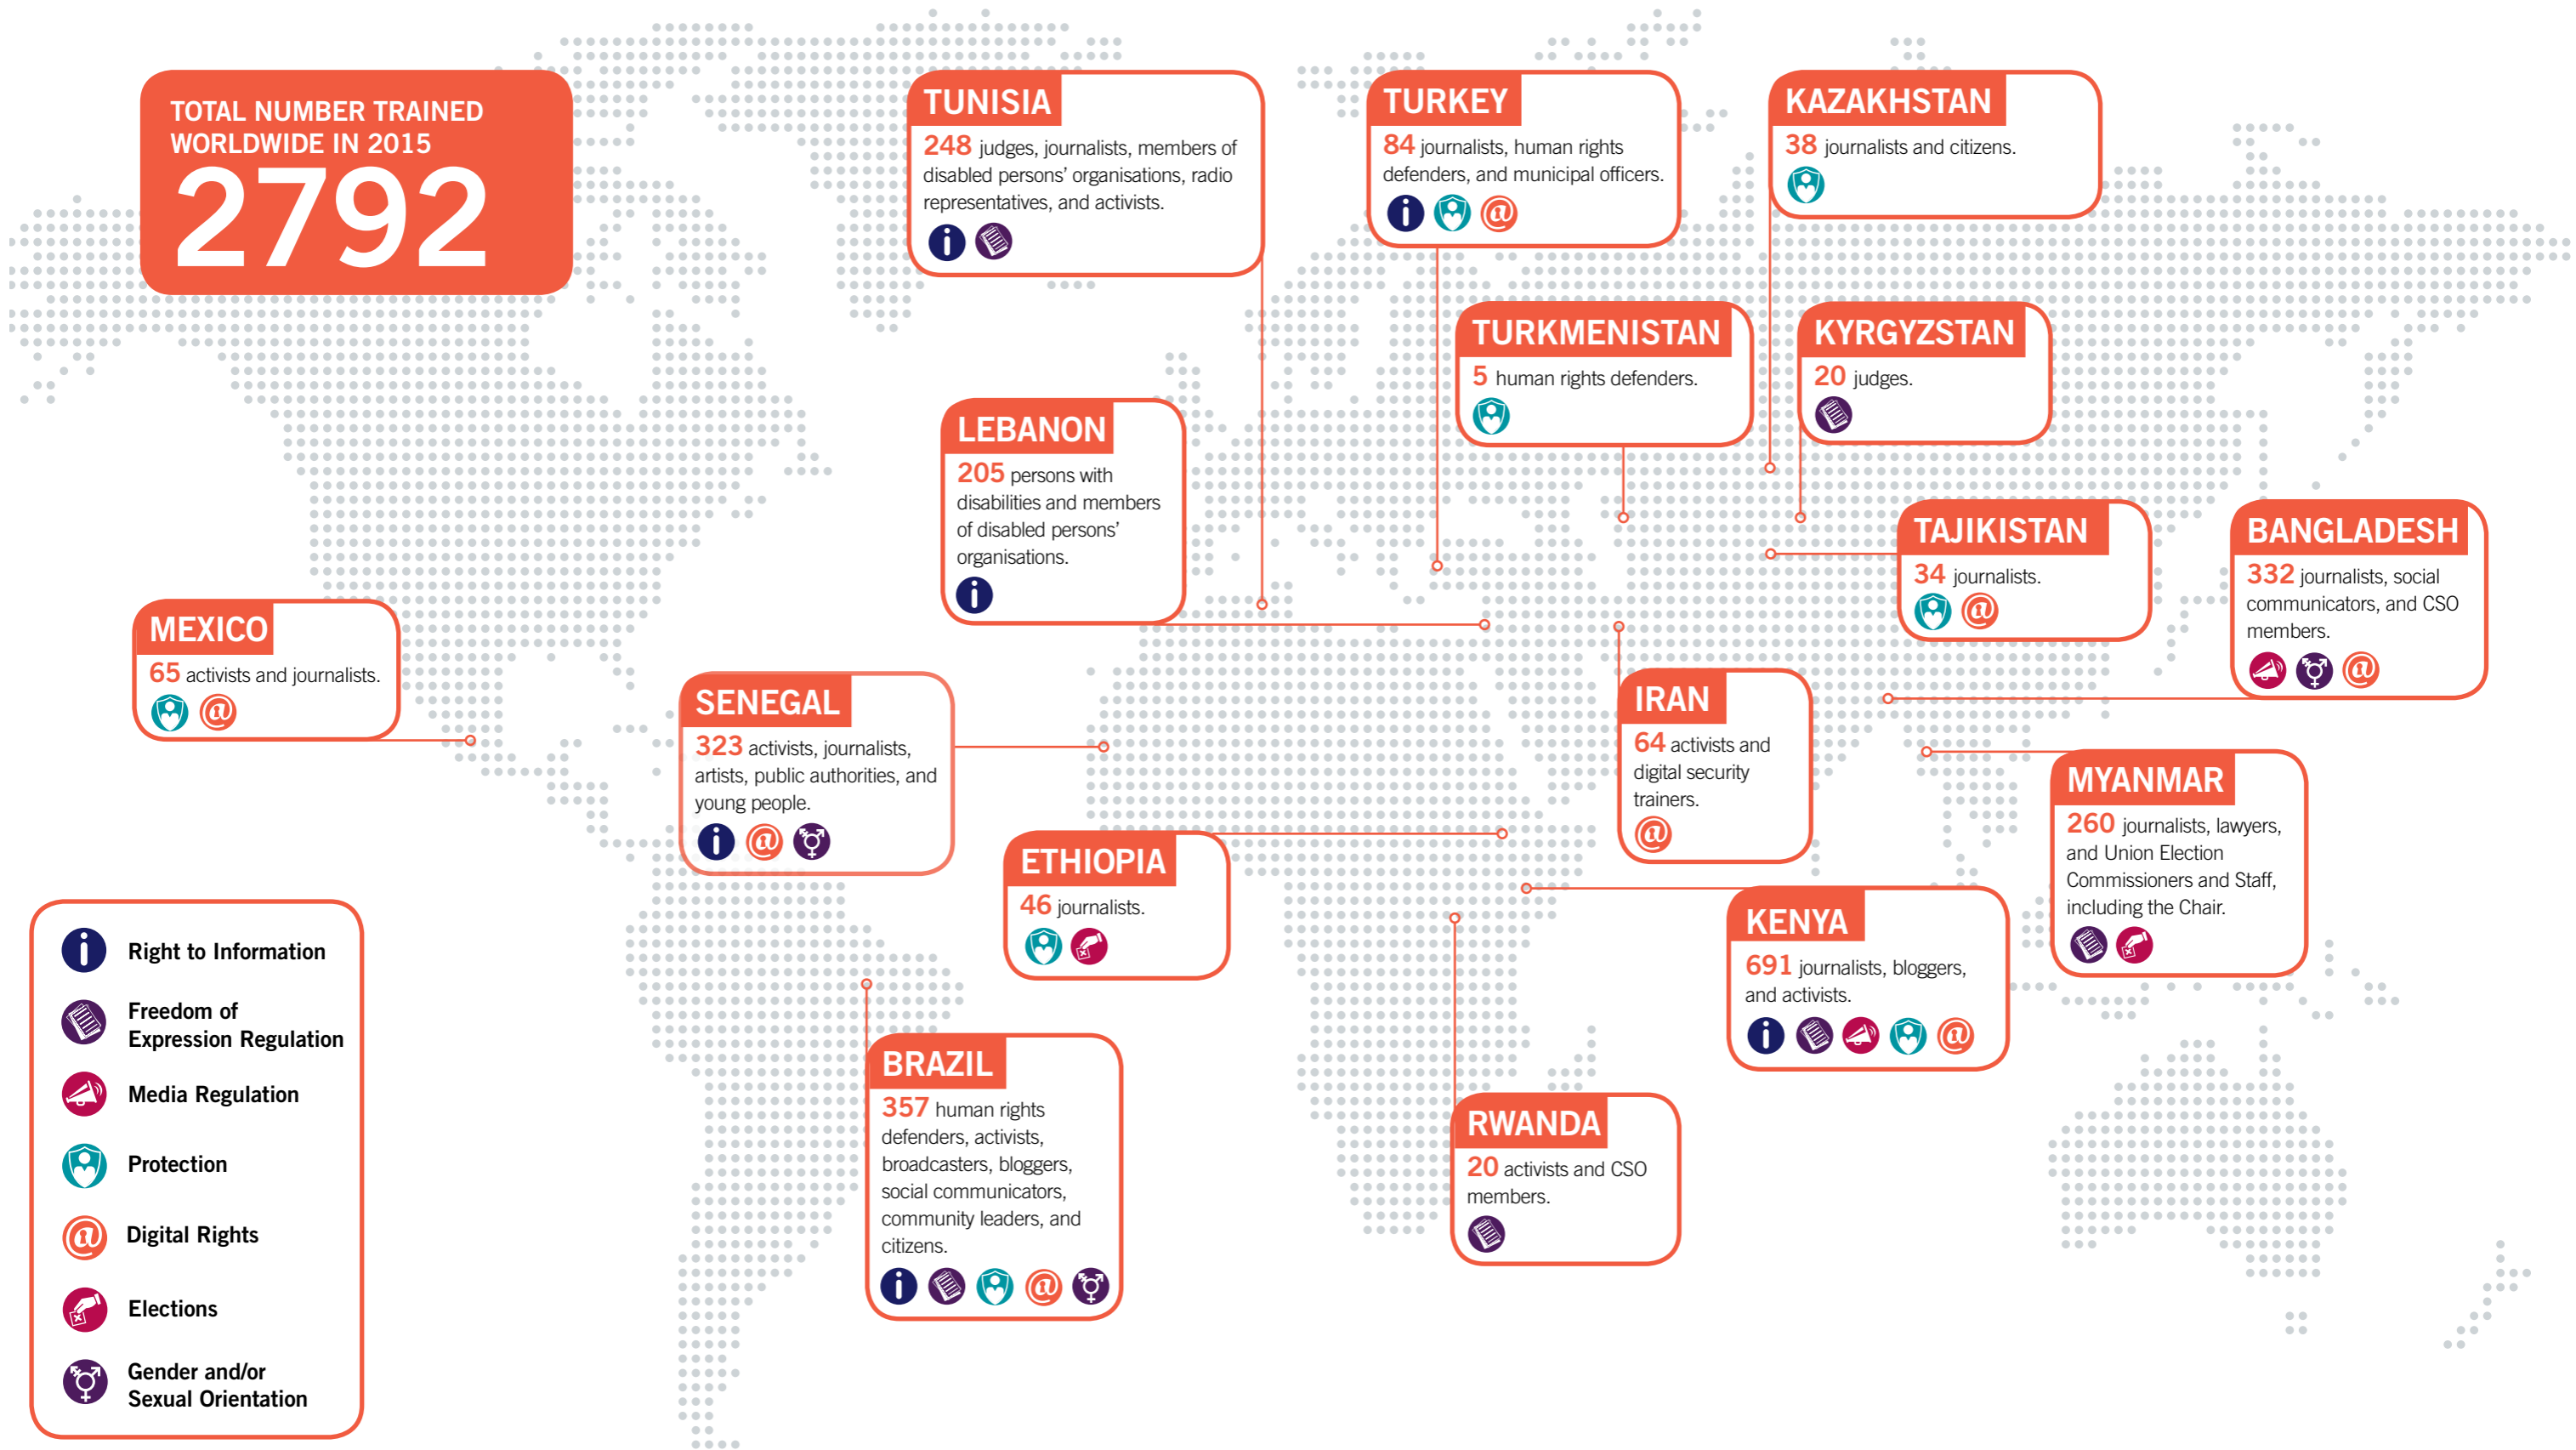 TOTAL NUMBER TRAINED
WORLDWIDE IN 2015
2792
TUNISIA
248 judges, journalists, members of
disabled persons’ organisations, radio
representatives, and activists.
TURKEY
84 journalists, human rights
defenders, and municipal officers.
KAZAKHSTAN
38 journalists and citizens.
TURKMENISTAN
5 human rights defenders.
KYRGYZSTAN
20 judges.
LEBANON
205 persons with
disabilities and members
of disabled persons’
organisations.
TAJIKISTAN
34 journalists.
BANGLADESH
332 journalists, social
communicators, and CSO
members.
MEXICO
65 activists and journalists.
SENEGAL
323 activists, journalists,
artists, public authorities, and
young people.
IRAN
64 activists and
digital security
trainers.
MYANMAR
260 journalists, lawyers,
and Union Election
Commissioners and Staff,
including the Chair.
ETHIOPIA
46 journalists.
KENYA
691 journalists, bloggers,
and activists.
BRAZIL
357 human rights
defenders, activists,
broadcasters, bloggers,
social communicators,
community leaders, and
citizens.
RWANDA
20 activists and CSO
members.
Right to Information
Freedom of
Expression Regulation
Media Regulation
Protection
Digital Rights
Elections
Gender and/or
Sexual Orientation